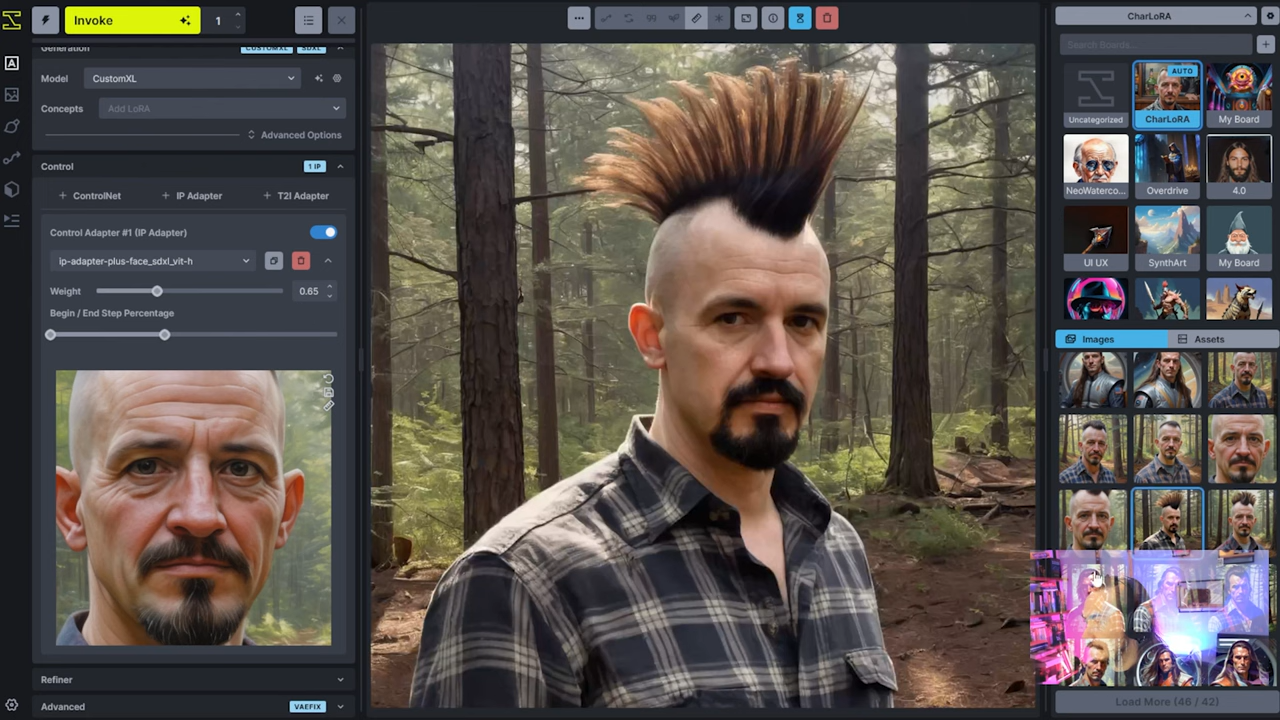 Invoke
1
Generation
CUSTOMXL
SDXL
Model
CustomXL
Concepts
Add LoRA
Advanced Options
Control
1 IP
+ ControlNet
+ IP Adapter
+ T2I Adapter
Control Adapter #1 (IP Adapter)
ip-adapter-plus-face_sdxl_vit-h
Weight
0.65
Begin / End Step Percentage
Refiner
Advanced
VAEFIX
CharLoRA
Search Boards...
AUTO
Uncategorized
CharLoRA
My Board
NeoWaterco...
Overdrive
4.0
UI UX
SynthArt
My Board
Images
Assets
Load More (46 / 42)